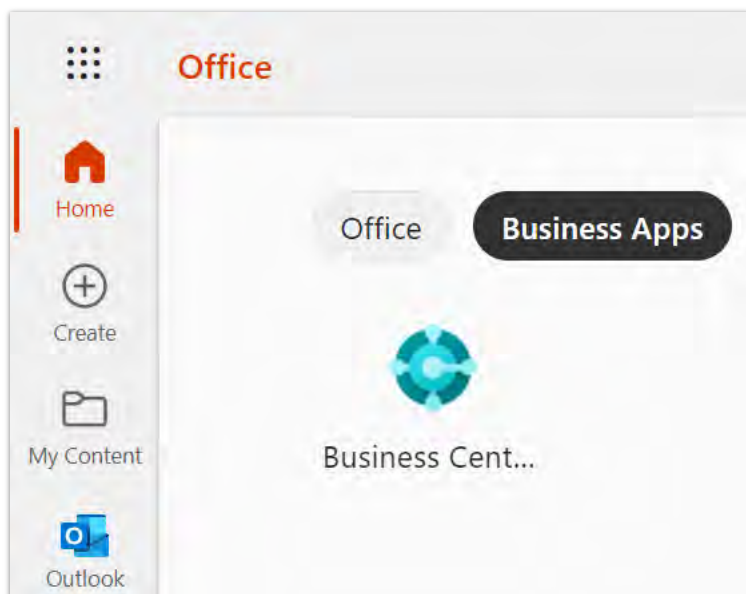 Office
Home
Create
My Content
Outlook
Office
Business Apps
Business Cent...